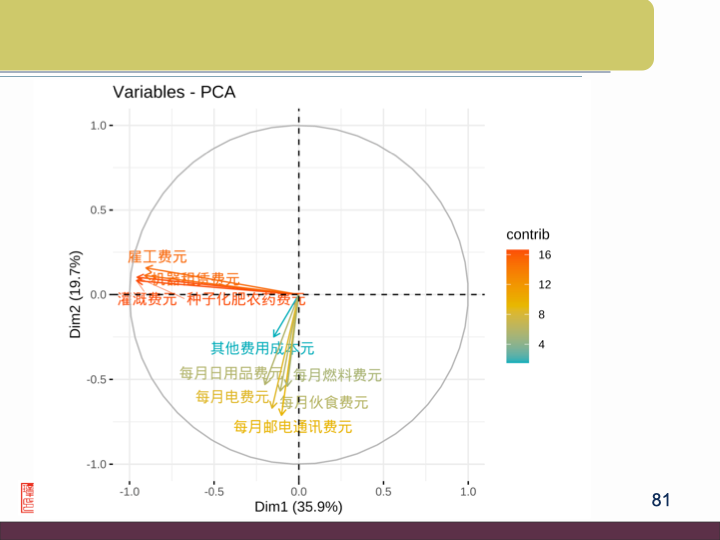 Variables - PCA
1.0
0.5
0.0
-0.5
-1.0
Dim2 (19.7%)
雇工费元
机器租赁费元
灌溉费元
种子化肥农药费元
其他费用成本元
每月日用品费元
每月燃料费元
每月电费元
每月伙食费元
每月邮电通讯费元
-1.0
-0.5
0.0
0.5
1.0
Dim1 (35.9%)
contrib
16
12
8
4
81